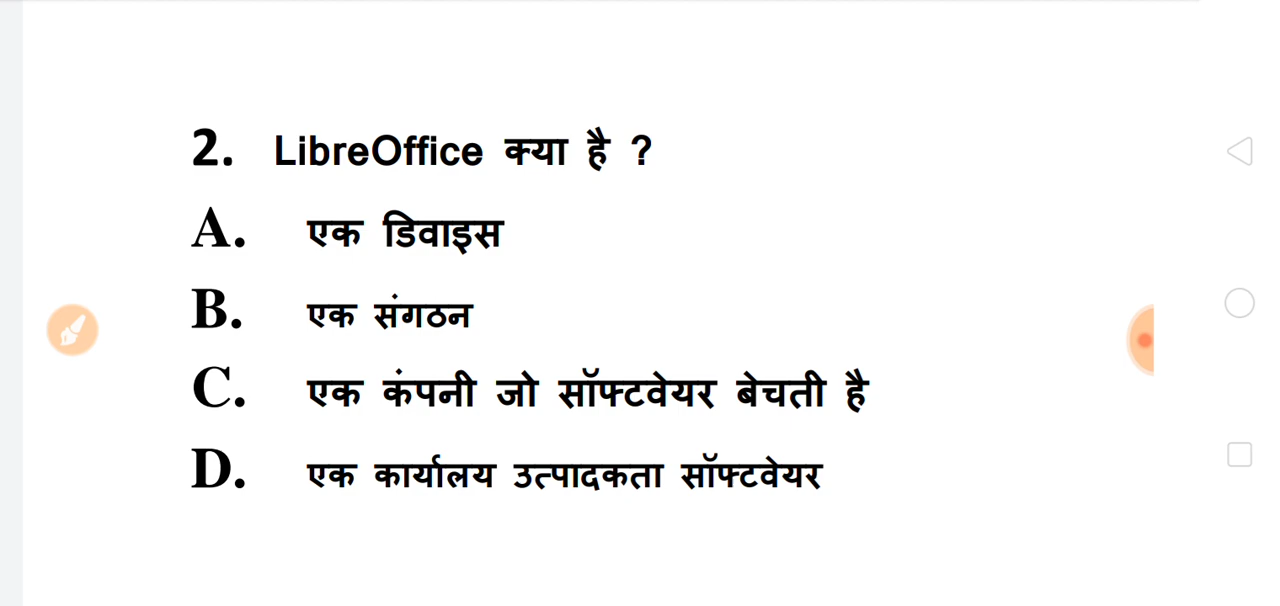 2. LibreOffice क्या है ?
A. एक डिवाइस
B. एक संगठन
C. एक कंपनी जो सॉफ्टवेयर बेचती है
D. एक कार्यालय उत्पादकता सॉफ्टवेयर